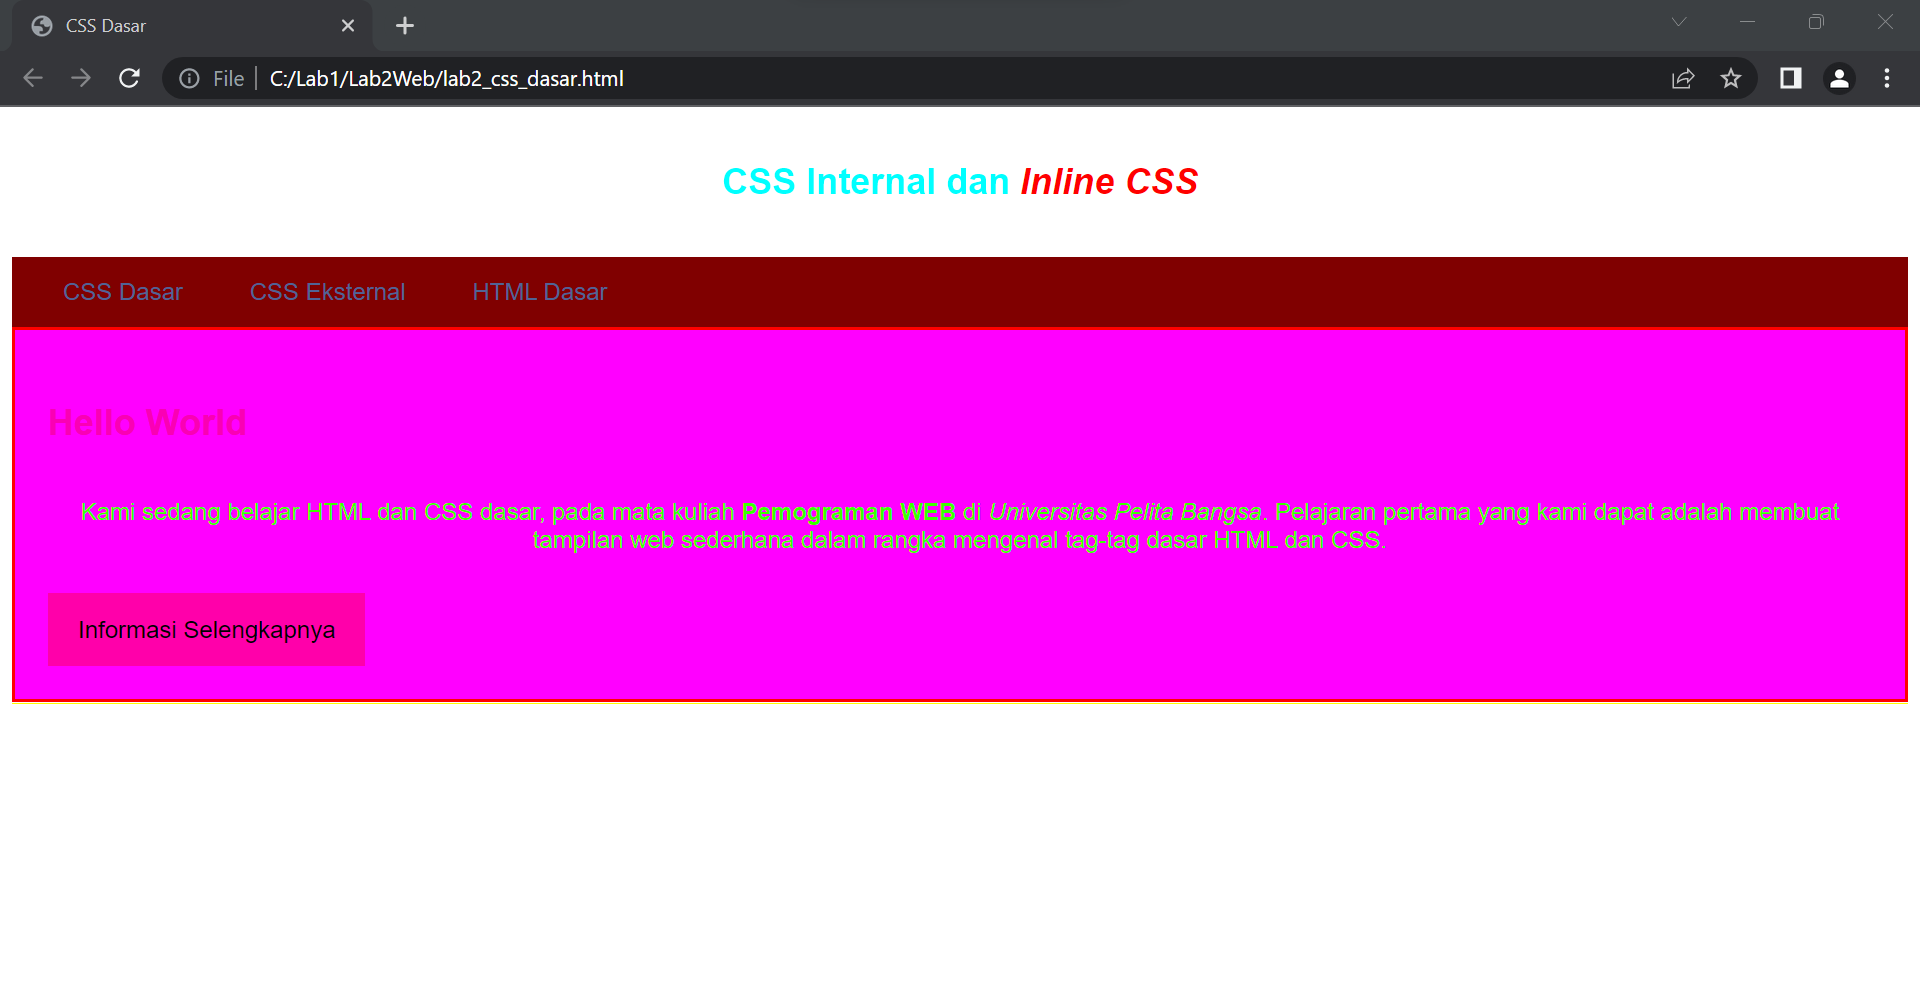 CSS Dasar
File C:/Lab1/Lab2Web/lab2_css_dasar.html
CSS Internal dan Inline CSS
CSS Dasar CSS Eksternal HTML Dasar
Hello World
Kami sedang belajar HTML dan CSS dasar, pada mata kuliah Pemograman WEB di Universitas Pelita Bangsa. Pelajaran pertama yang kami dapat adalah membuat
tampilan web sederhana dalam rangka mengenal tag-tag dasar HTML dan CSS.
Informasi Selengkapnya